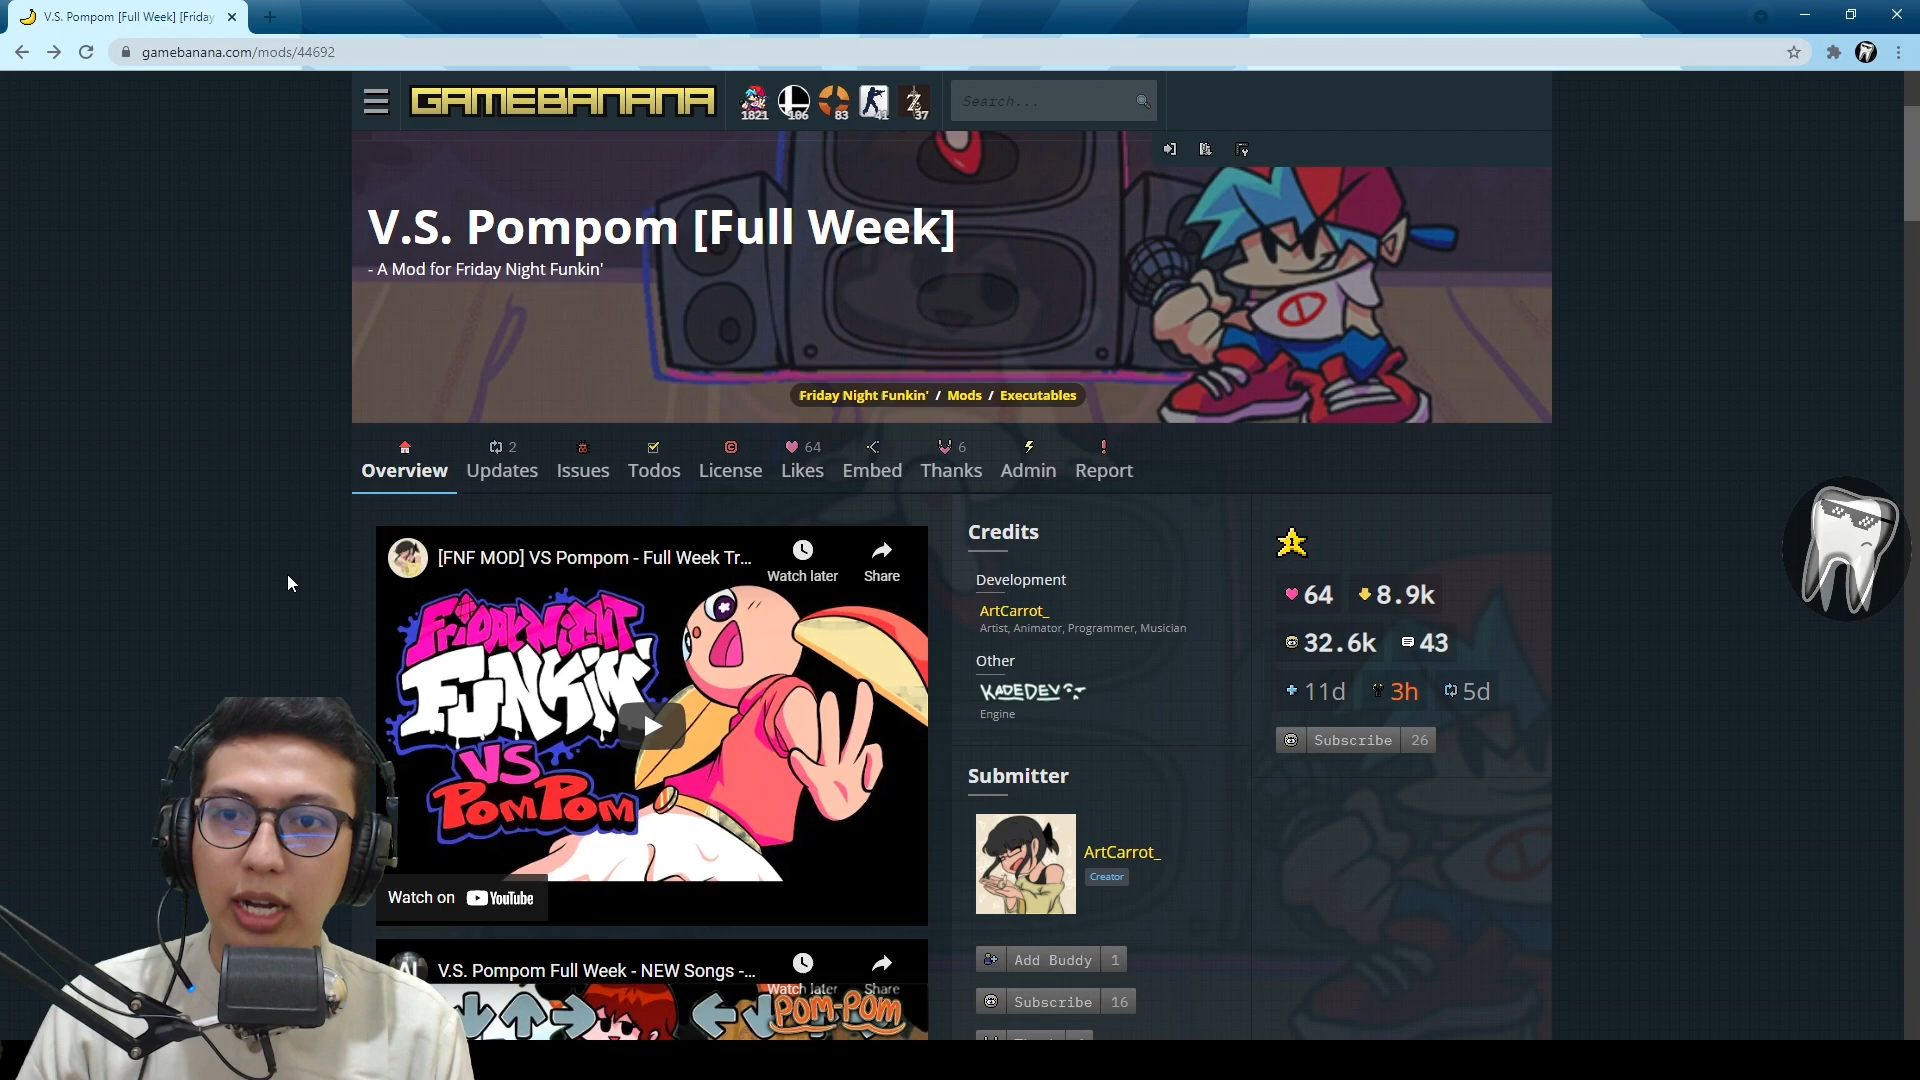 V.S. Pompom [Full Week] [Friday
gamebanana.com/mods/44692
GAMEBANANA
1821
106
83
41
37
Search...
V.S. Pompom [Full Week]
- A Mod for Friday Night Funkin'
Friday Night Funkin' / Mods / Executables
2
64
6
Overview
Updates
Issues
Todos
License
Likes
Embed
Thanks
Admin
Report
[FNF MOD] VS Pompom - Full Week Tr...
Watch later
Share
FRIDAY NIGHT
FUNKIN'
VS
POMPOM
Watch on YouTube
V.S. Pompom Full Week - NEW Songs -...
Watch later
Share
POM-POM
Credits
Development
ArtCarrot_
Artist, Animator, Programmer, Musician
Other
KADEDEV
Engine
Submitter
ArtCarrot_
Creator
Add Buddy 1
Subscribe 16
1
64 8.9k
32.6k 43
11d 3h 5d
Subscribe 26